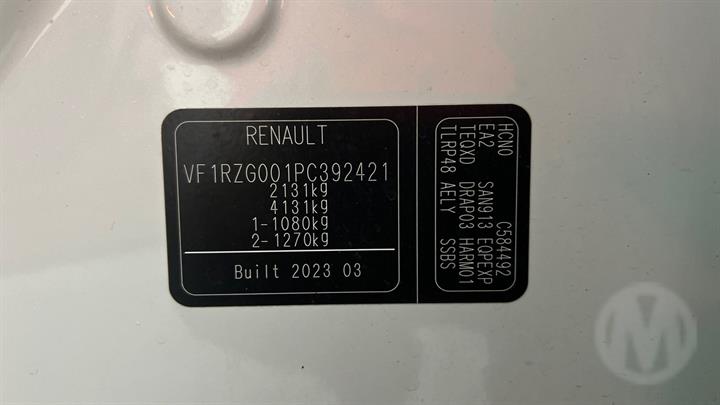 RENAULT
VF1RZG001PC392421
2131kg
4131kg
1-1080kg
2-1270kg
Built 2023 03
HCNO C584492
EA2 SAN913 EQPEXP
TEQXD DRAP03 HARM01
TLRP48 AELY SSBS
M